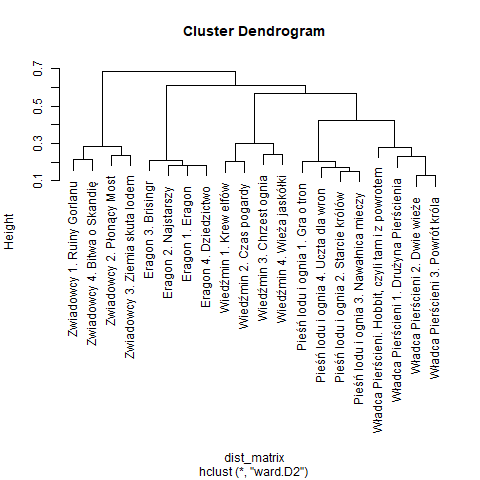 Cluster Dendrogram
Height
0.7
0.5
0.3
0.1
Zwiadowcy 1. Ruiny Gorlanu
Zwiadowcy 4. Bitwa o Skandię
Zwiadowcy 2. Płonący Most
Zwiadowcy 3. Ziemia skuta lodem
Eragon 3. Brisingr
Eragon 2. Najstarszy
Eragon 1. Eragon
Eragon 4. Dziedzictwo
Wiedźmin 1. Krew elfów
Wiedźmin 2. Czas pogardy
Wiedźmin 3. Chrzest ognia
Wiedźmin 4. Wieża jaskółki
Pieśń lodu i ognia 1. Gra o tron
Pieśń lodu i ognia 4. Uczta dla wron
Pieśń lodu i ognia 2. Starcie królów
Pieśń lodu i ognia 3. Nawałnica mieczy
Władca Pierścieni. Hobbit, czyli tam i z powrotem
Władca Pierścieni 1. Drużyna Pierścienia
Władca Pierścieni 2. Dwie wieże
Władca Pierścieni 3. Powrót króla
dist_matrix
hclust (*, "ward.D2")